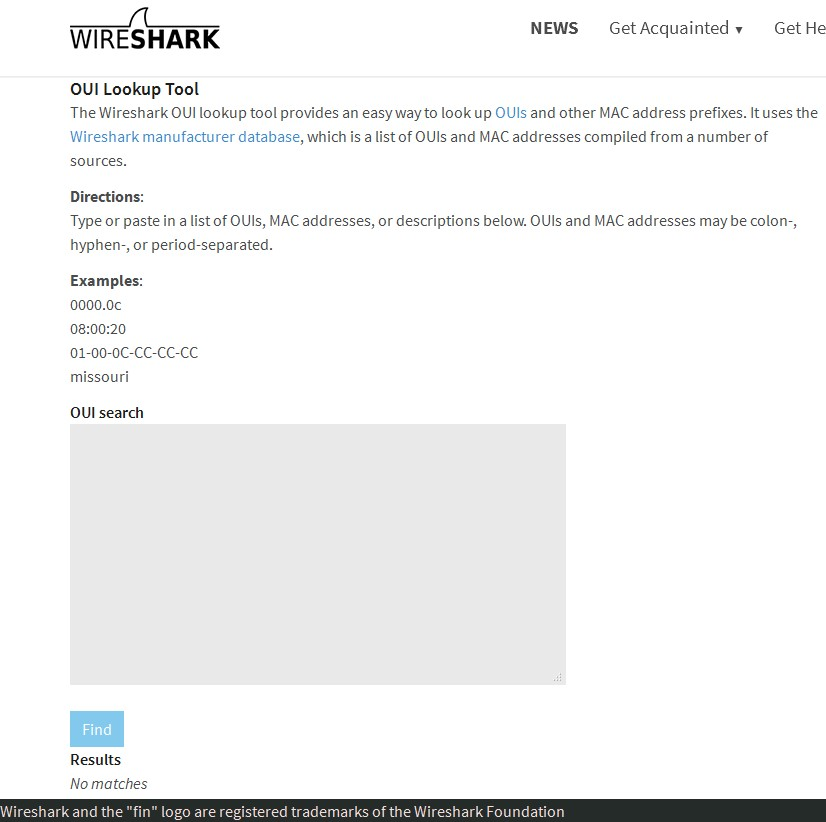 WIRESHARK
NEWS Get Acquainted ▼ Get He
OUI Lookup Tool
The Wireshark OUI lookup tool provides an easy way to look up OUIs and other MAC address prefixes. It uses the
Wireshark manufacturer database, which is a list of OUIs and MAC addresses compiled from a number of
sources.
Directions:
Type or paste in a list of OUIs, MAC addresses, or descriptions below. OUIs and MAC addresses may be colon-,
hyphen-, or period-separated.
Examples:
0000.0c
08:00:20
01-00-0C-CC-CC-CC
missouri
OUI search
Find
Results
No matches
Wireshark and the "fin" logo are registered trademarks of the Wireshark Foundation